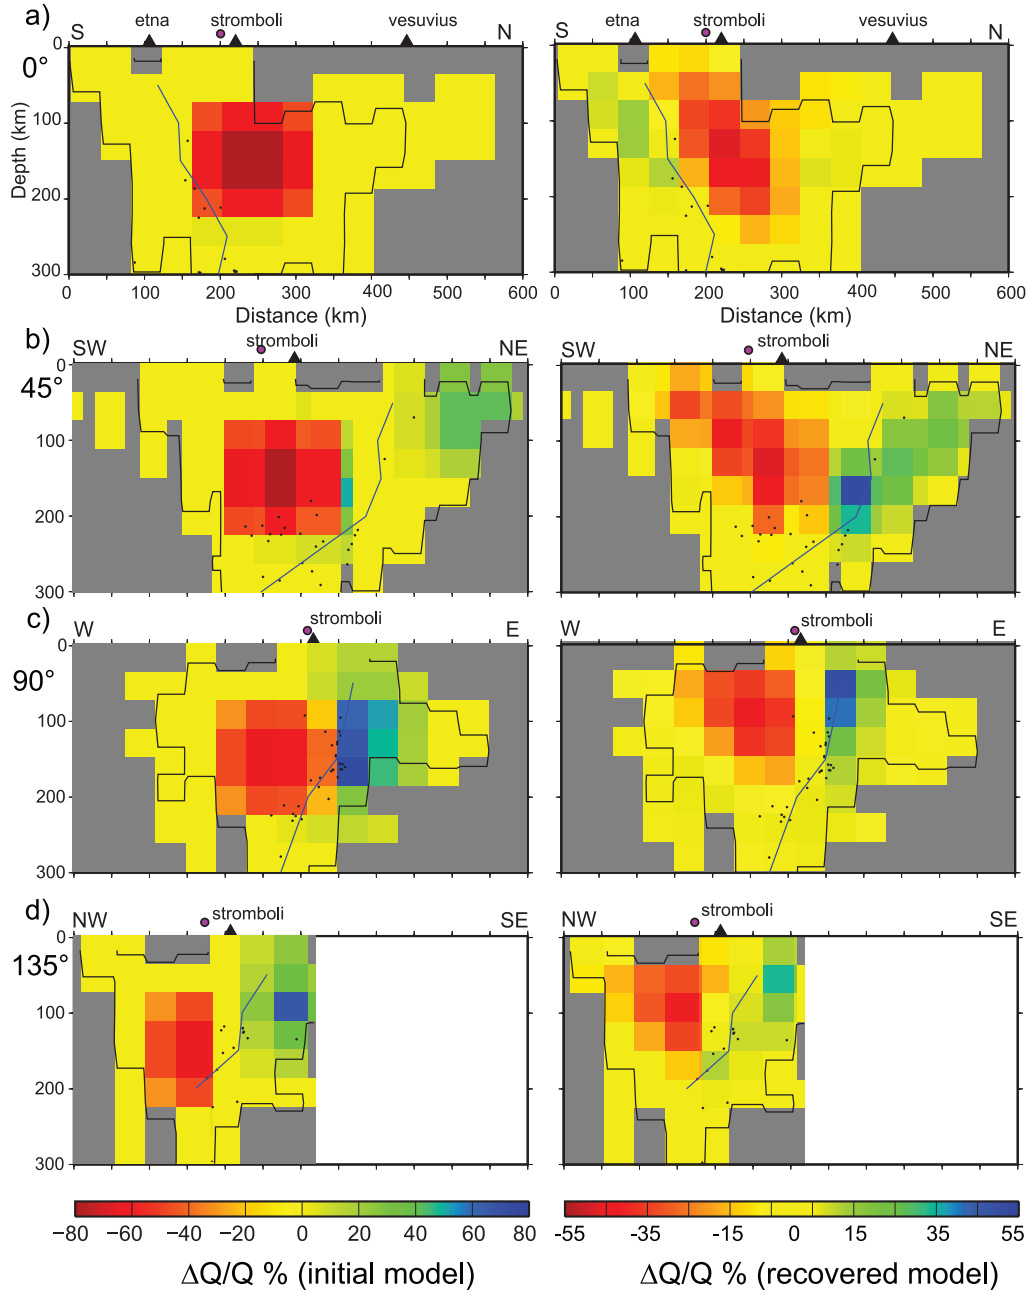 a)
etna stromboli vesuvius
etna stromboli vesuvius
S N
S N
0°
Depth (km)
0
100
200
300
0 100 200 300 400 500 600
0 100 200 300 400 500 600
Distance (km)
Distance (km)
b)
stromboli
stromboli
SW NE
SW NE
45°
0
100
200
300
c)
stromboli
stromboli
W E
W E
90°
0
100
200
300
d)
stromboli
stromboli
NW SE
NW SE
135°
0
100
200
300
−80 −60 −40 −20 0 20 40 60 80
-55 -35 -15 0 15 35 55
ΔQ/Q % (initial model)
ΔQ/Q % (recovered model)